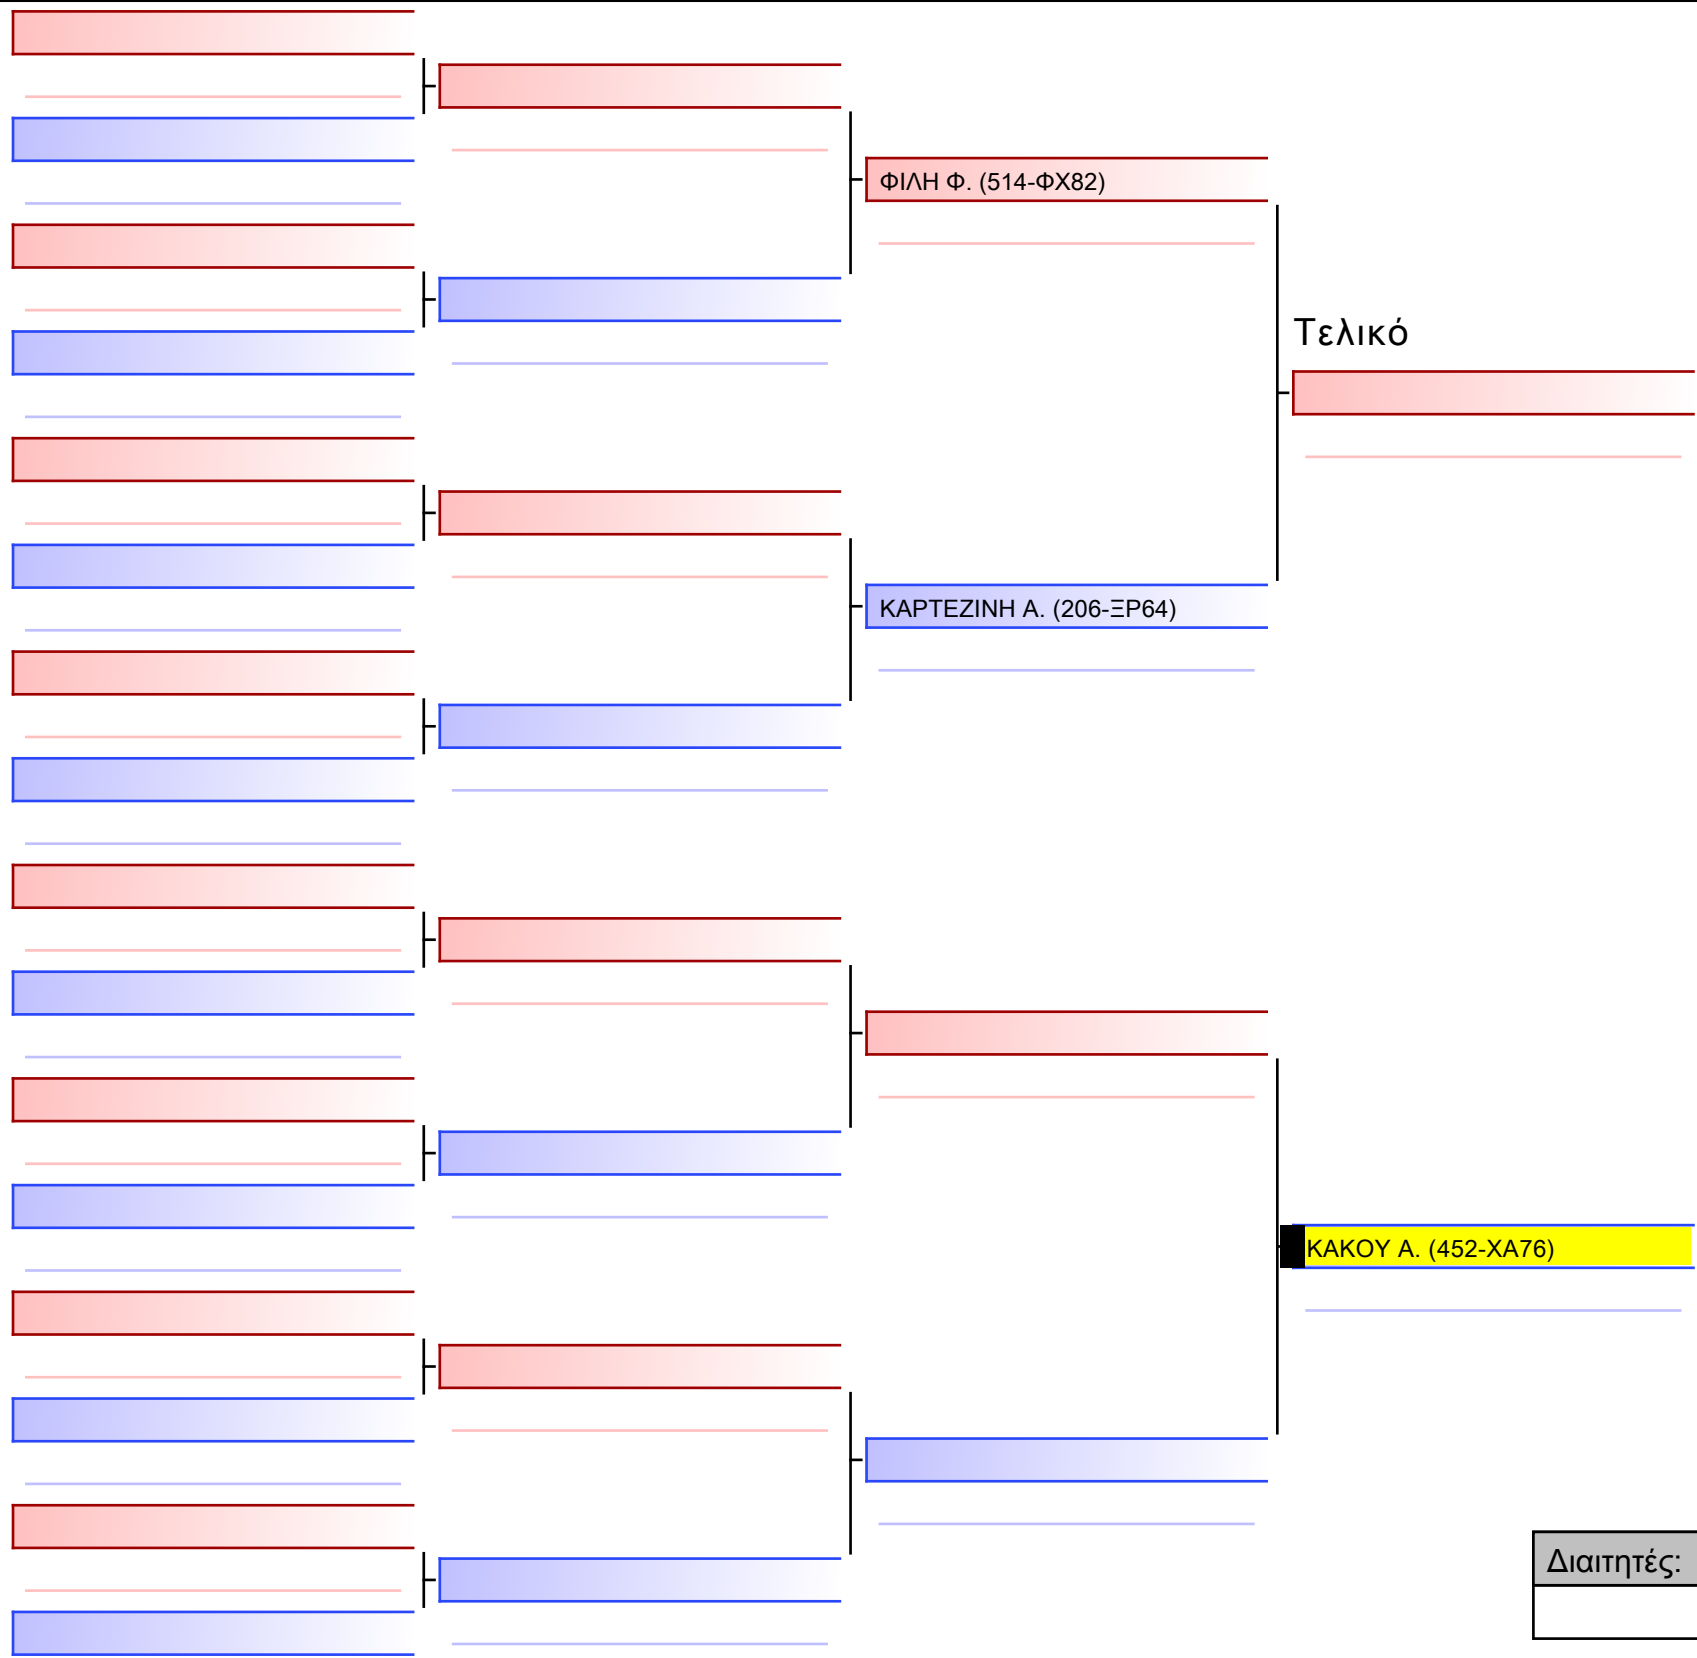 ΦΙΛΗ Φ. (514-ΦΧ82)
Τελικό
ΚΑΡΤΕΖΙΝΗ Α. (206-ΞΡ64)
ΚΑΚΟΥ Α. (452-ΧΑ76)
Διαιτητές: